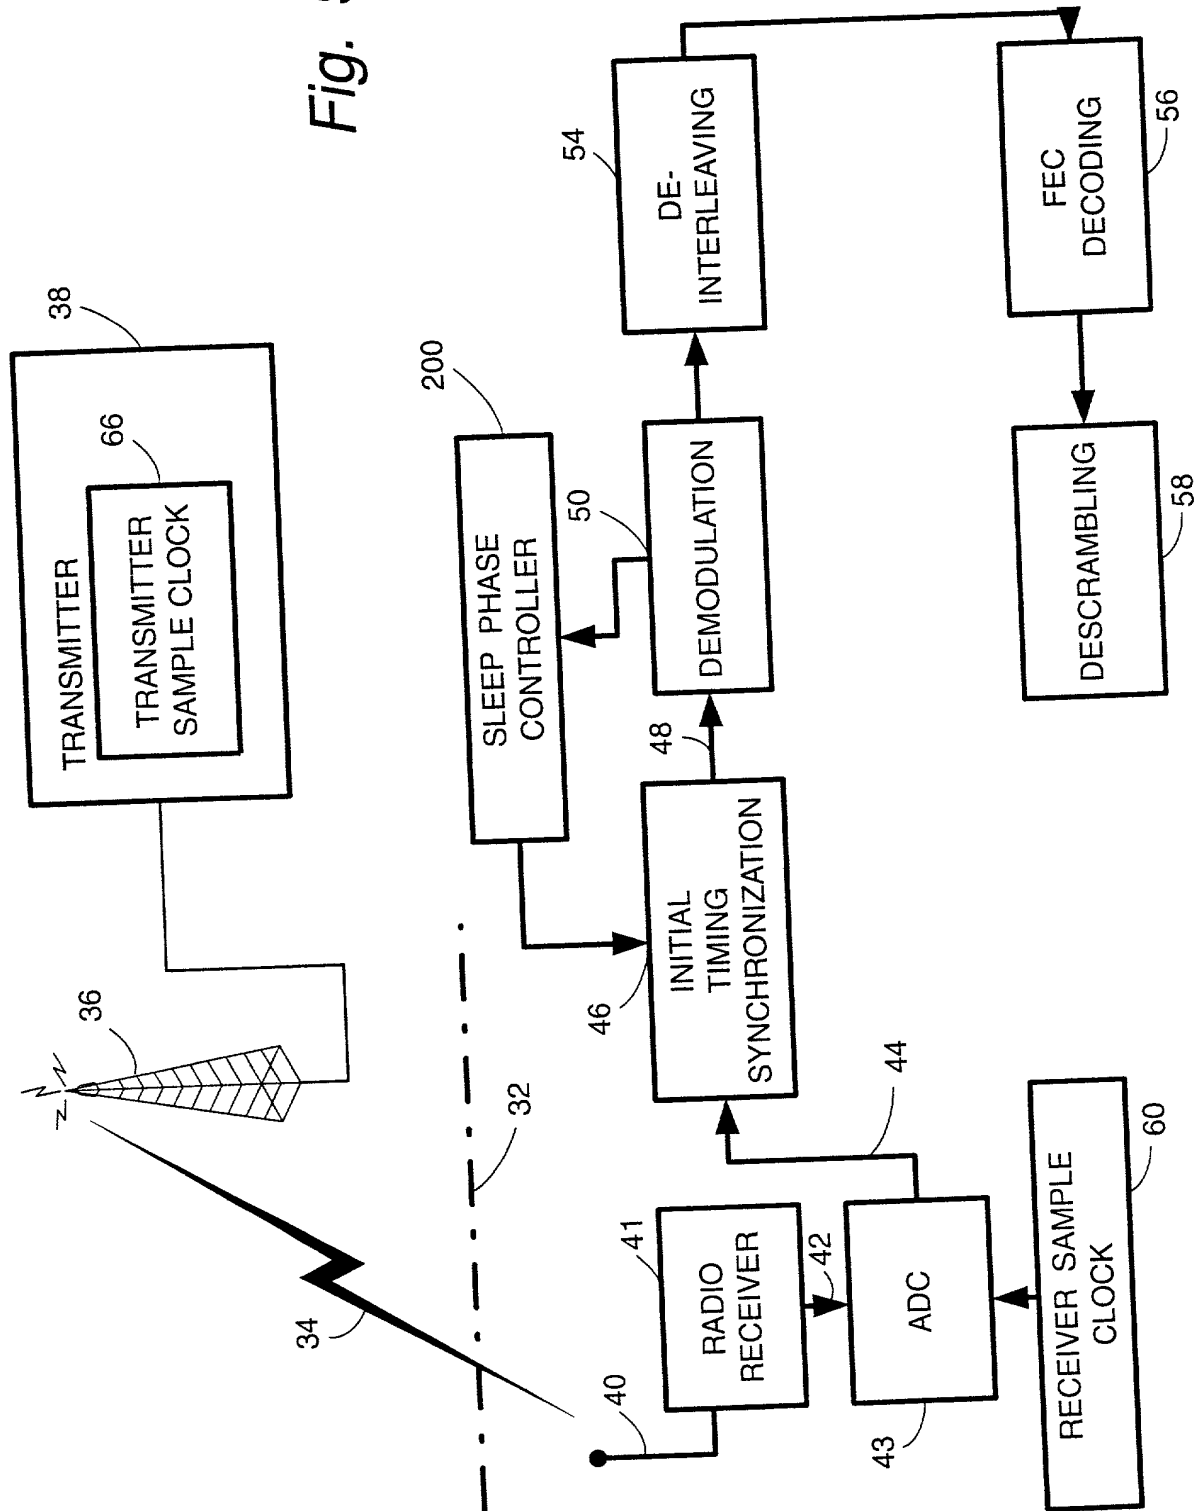 Fig.
38
TRANSMITTER
66
TRANSMITTER
SAMPLE CLOCK
36
34
32
200
SLEEP PHASE
CONTROLLER
40
41
RADIO
RECEIVER
42
43
ADC
44
60
RECEIVER SAMPLE
CLOCK
46
INITIAL
TIMING
SYNCHRONIZATION
48
50
DEMODULATION
54
DE-
INTERLEAVING
56
FEC
DECODING
58
DESCRAMBLING